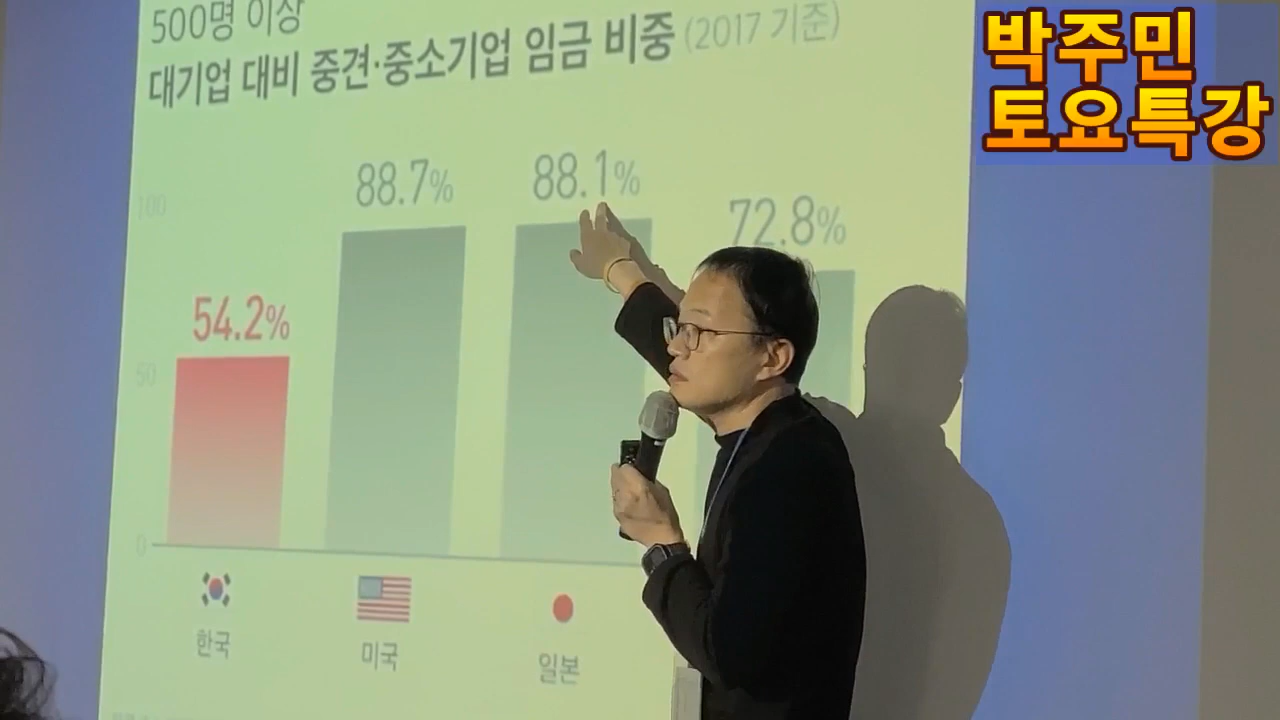 500명 이상
대기업 대비 중견·중소기업 임금 비중 (2017 기준)
박주민
토요특강
88.7%
88.1%
72.8%
54.2%
100
50
0
한국
미국
일본